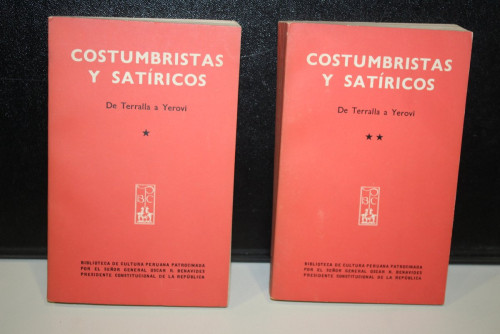 COSTUMBRISTAS
Y SATÍRICOS
De Terralla a Yerovi
★
BIBLIOTECA DE CULTURA PERUANA PATROCINADA
POR EL SEÑOR GENERAL OSCAR R. BENAVIDES
PRESIDENTE CONSTITUCIONAL DE LA REPÚBLICA
COSTUMBRISTAS
Y SATÍRICOS
De Terralla a Yerovi
★★
BIBLIOTECA DE CULTURA PERUANA PATROCINADA
POR EL SEÑOR GENERAL OSCAR R. BENAVIDES
PRESIDENTE CONSTITUCIONAL DE LA REPÚBLICA